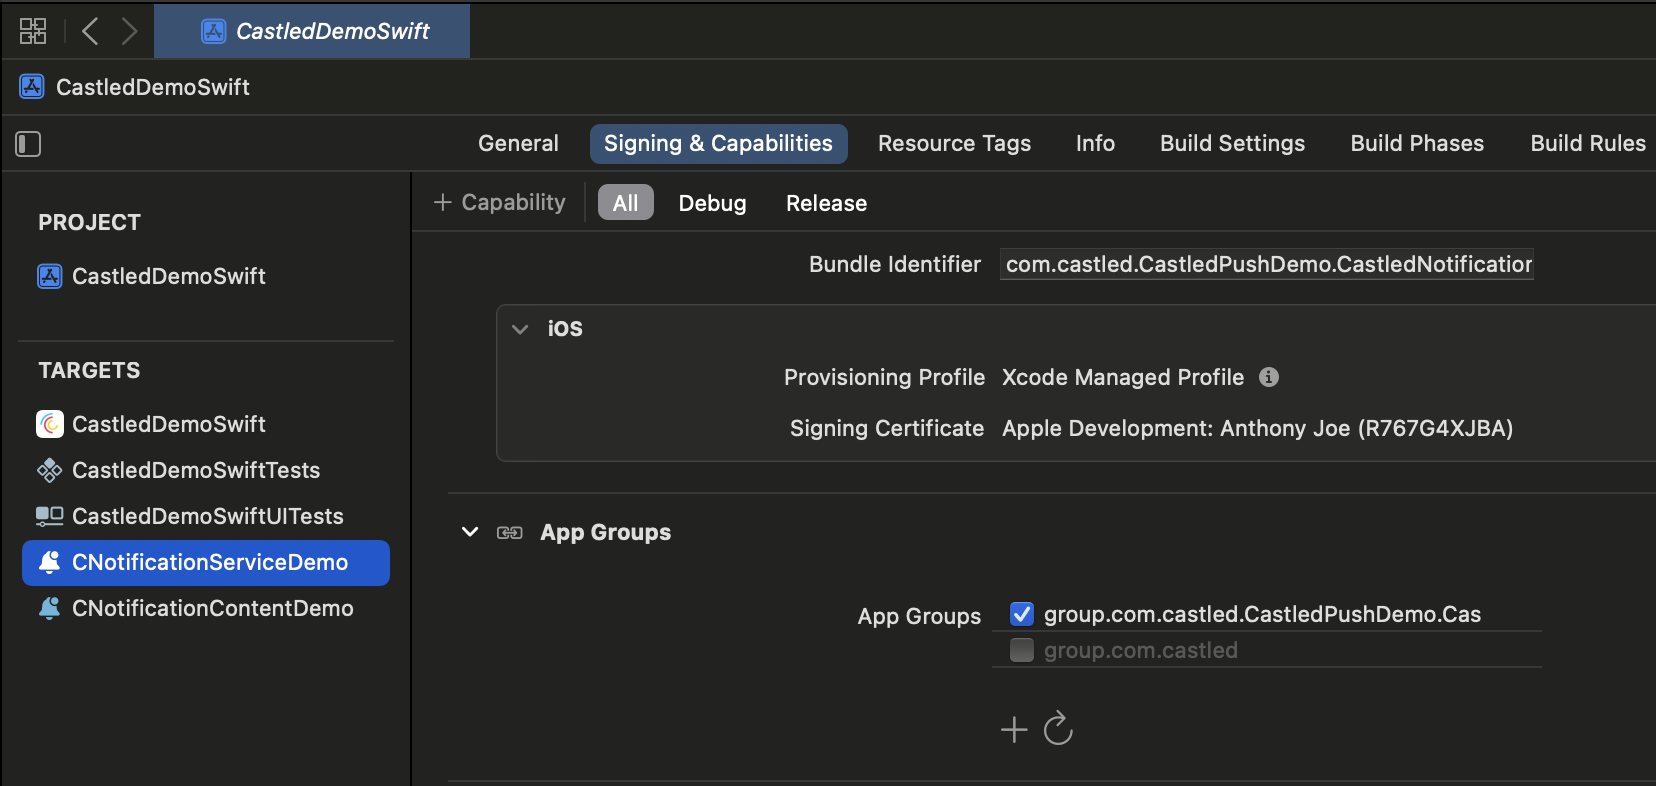 CastledDemoSwift
CastledDemoSwift
General Signing & Capabilities Resource Tags Info Build Settings Build Phases Build Rules
+ Capability All Debug Release
PROJECT
CastledDemoSwift
TARGETS
CastledDemoSwift
CastledDemoSwiftTests
CastledDemoSwiftUITests
CNotificationServiceDemo
CNotificationContentDemo
Bundle Identifier com.castled.CastledPushDemo.CastledNotification
iOS
Provisioning Profile Xcode Managed Profile
Signing Certificate Apple Development: Anthony Joe (R767G4XJBA)
App Groups
App Groups group.com.castled.CastledPushDemo.Cas
group.com.castled